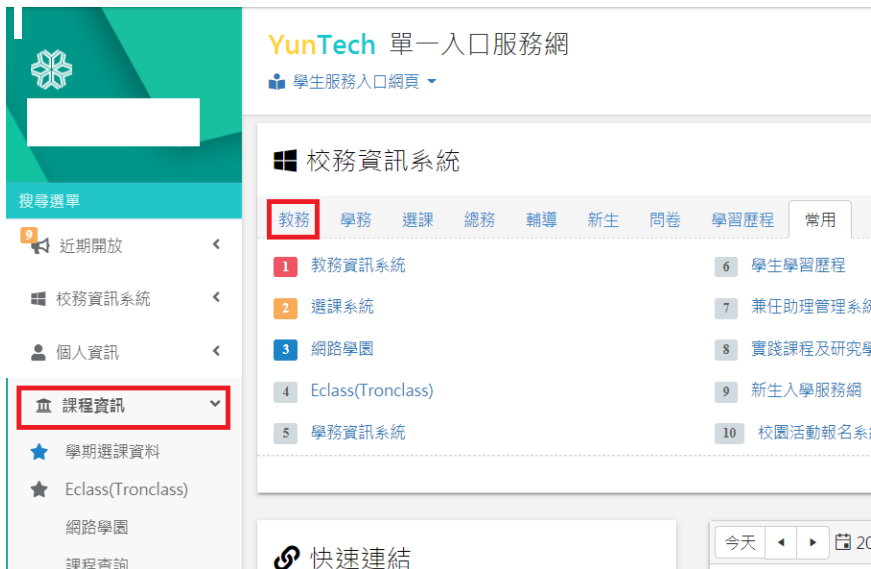 YunTech 單一入口服務網
學生服務入口網頁
校務資訊系統
搜尋選單
教務 學務 選課 總務 輔導 新生 問卷 學習歷程 常用
9 近期開放
校務資訊系統
個人資訊
課程資訊
學期選課資料
Eclass(Tronclass)
網路學園
課程查詢
1 教務資訊系統
2 選課系統
3 網路學園
4 Eclass(Tronclass)
5 學務資訊系統
6 學生學習歷程
7 兼任助理管理系統
8 實踐課程及研究學
9 新生入學服務網
10 校園活動報名系統
快速連結
今天 20